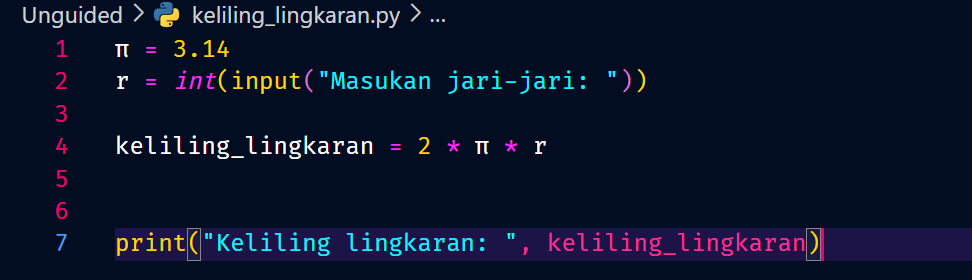 Unguided > keliling_lingkaran.py > ...
1 π = 3.14
2 r = int(input("Masukan jari-jari: "))
3
4 keliling_lingkaran = 2 * π * r
5
6
7 print("Keliling lingkaran: ", keliling_lingkaran)